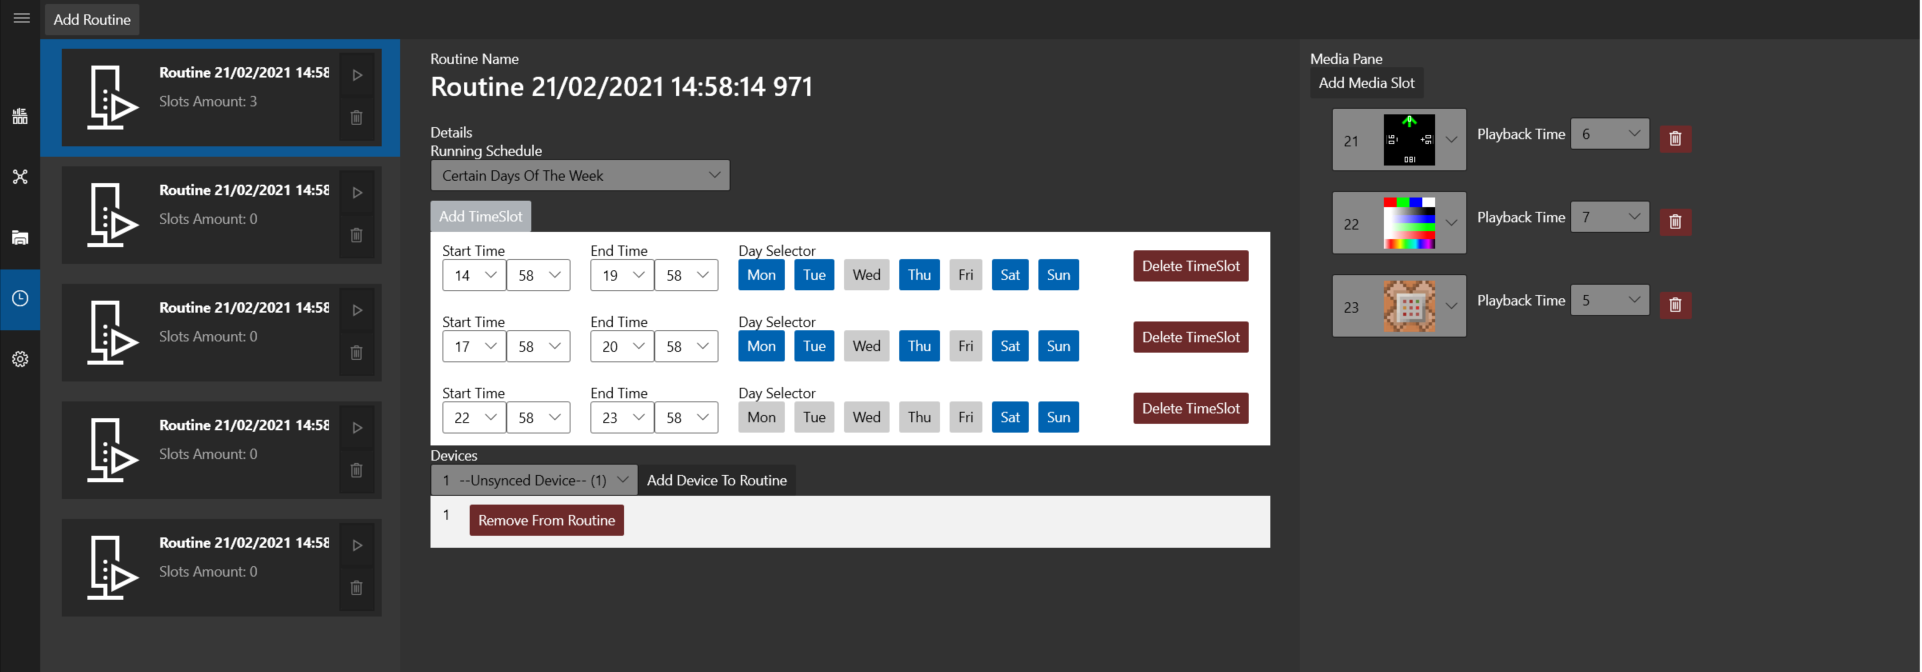 Add Routine
Routine 21/02/2021 14:58
Slots Amount: 3
Routine 21/02/2021 14:58
Slots Amount: 0
Routine 21/02/2021 14:58
Slots Amount: 0
Routine 21/02/2021 14:58
Slots Amount: 0
Routine 21/02/2021 14:58
Slots Amount: 0
Routine Name
Routine 21/02/2021 14:58:14 971
Details
Running Schedule
Certain Days Of The Week
Add TimeSlot
Start Time End Time Day Selector
14 58 19 58 Mon Tue Wed Thu Fri Sat Sun Delete TimeSlot
Start Time End Time Day Selector
17 58 20 58 Mon Tue Wed Thu Fri Sat Sun Delete TimeSlot
Start Time End Time Day Selector
22 58 23 58 Mon Tue Wed Thu Fri Sat Sun Delete TimeSlot
Devices
1 --Unsynced Device-- (1) Add Device To Routine
1 Remove From Routine
Media Pane
Add Media Slot
21 Playback Time 6
22 Playback Time 7
23 Playback Time 5